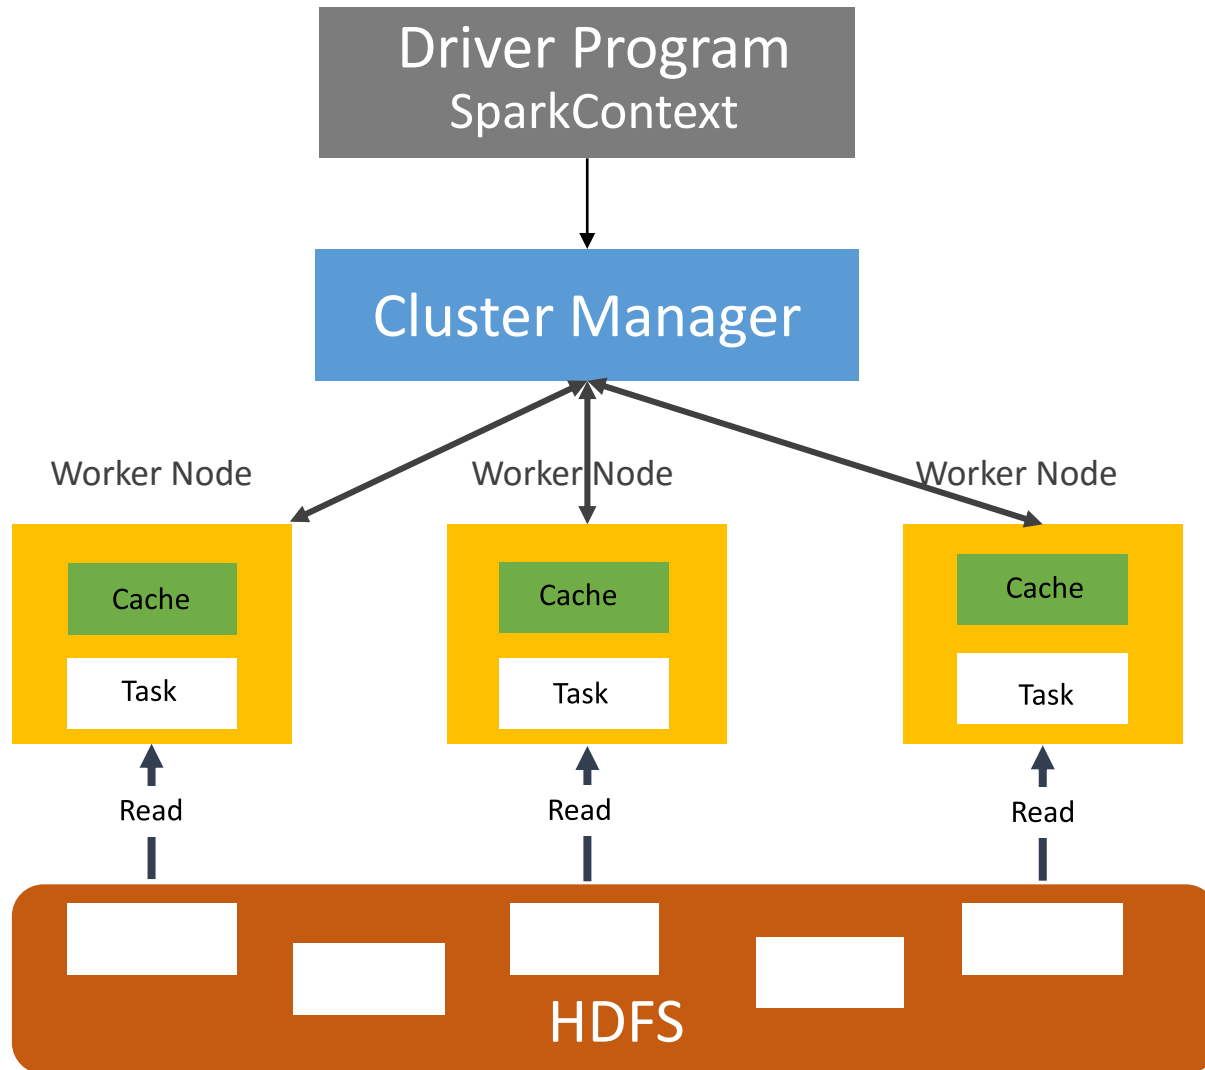 Driver Program
SparkContext
Cluster Manager
Worker Node
Worker Node
Worker Node
Cache
Cache
Cache
Task
Task
Task
Read
Read
Read
HDFS